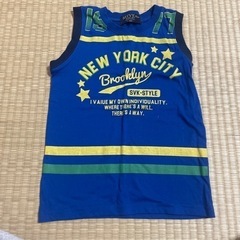 NEW YORK CITY
Brooklyn
SVK-STYLE
I VALUE MY OWN INDIVIDUALITY.
WHERE THERE'S A WILL,
THERE'S A WAY.